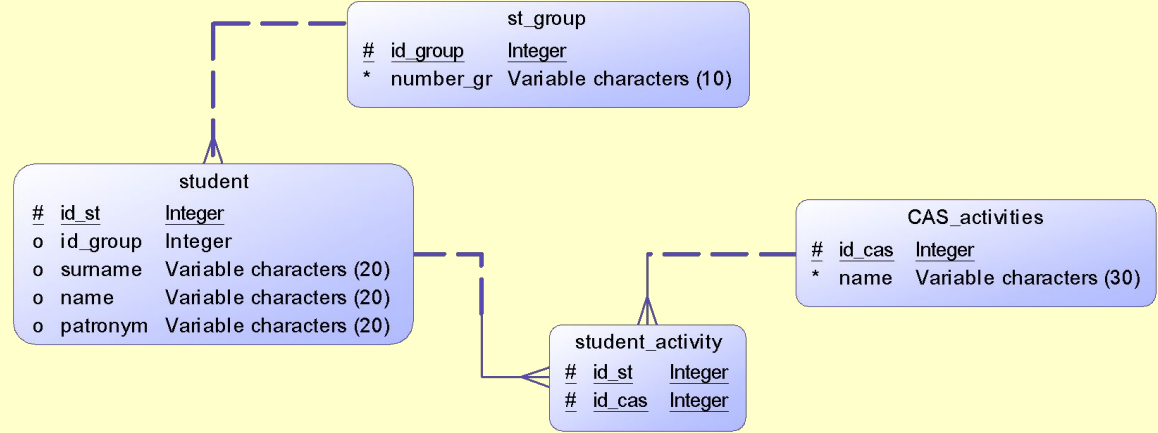 st_group
# id_group Integer
* number_gr Variable characters (10)
student
# id_st Integer
o id_group Integer
o surname Variable characters (20)
o name Variable characters (20)
o patronym Variable characters (20)
CAS_activities
# id_cas Integer
* name Variable characters (30)
student_activity
# id_st Integer
# id_cas Integer